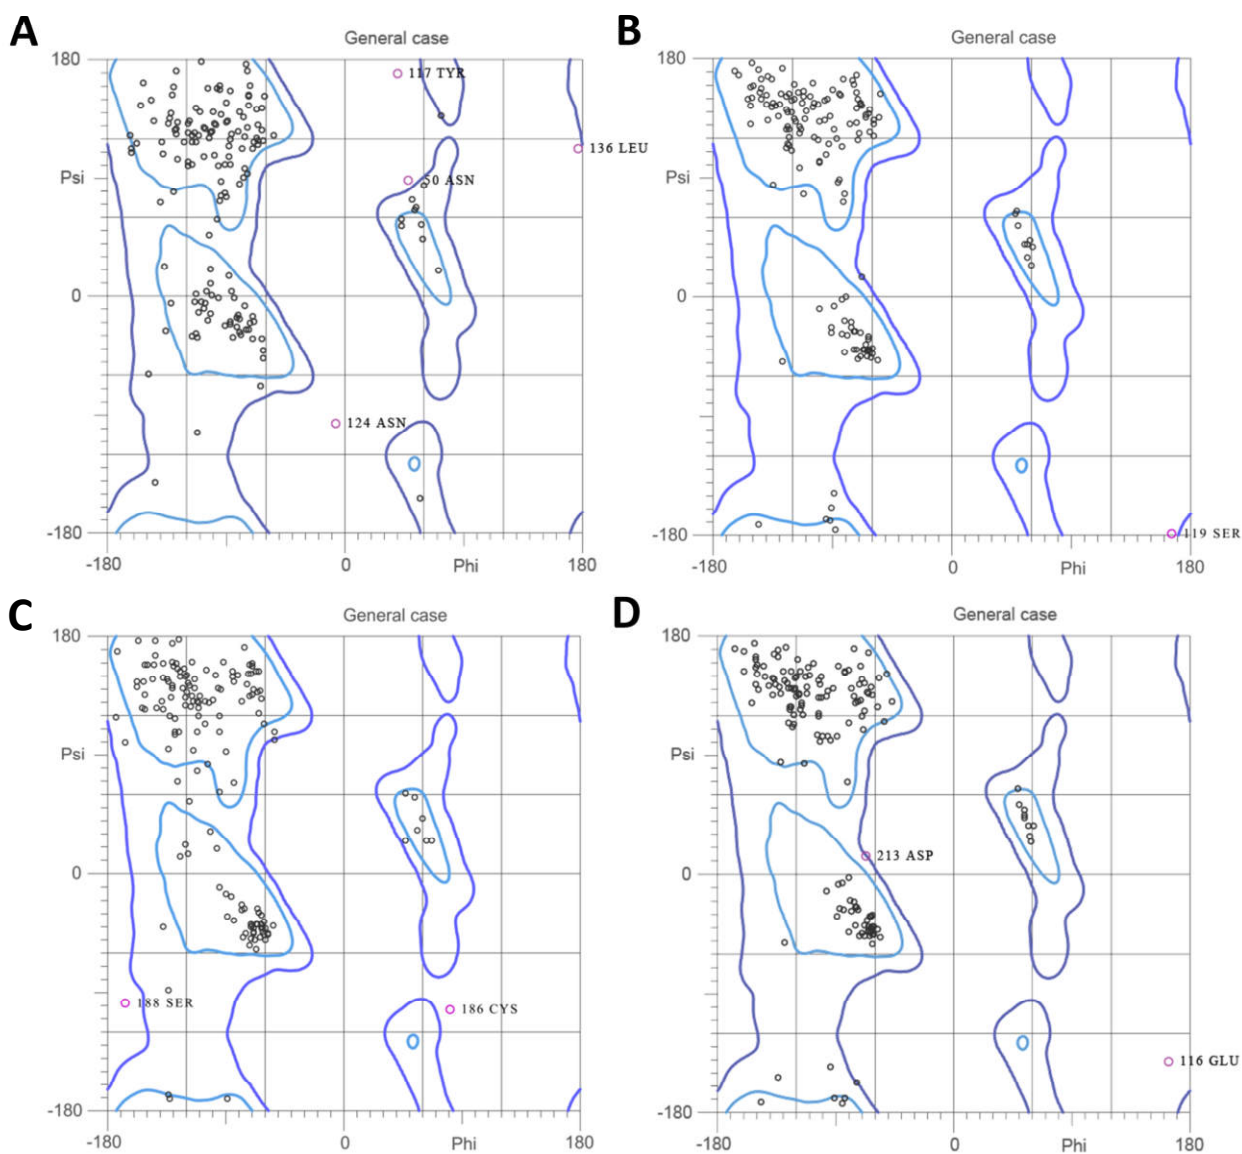 A
General case
180
117 TYR
136 LEU
Psi
50 ASN
0
124 ASN
-180
-180
0
Phi
180
B
General case
180
Psi
0
-180
119 SER
-180
0
Phi
180
C
General case
180
Psi
0
188 SER
186 CYS
-180
-180
0
Phi
180
D
General case
180
Psi
213 ASP
0
116 GLU
-180
-180
0
Phi
180